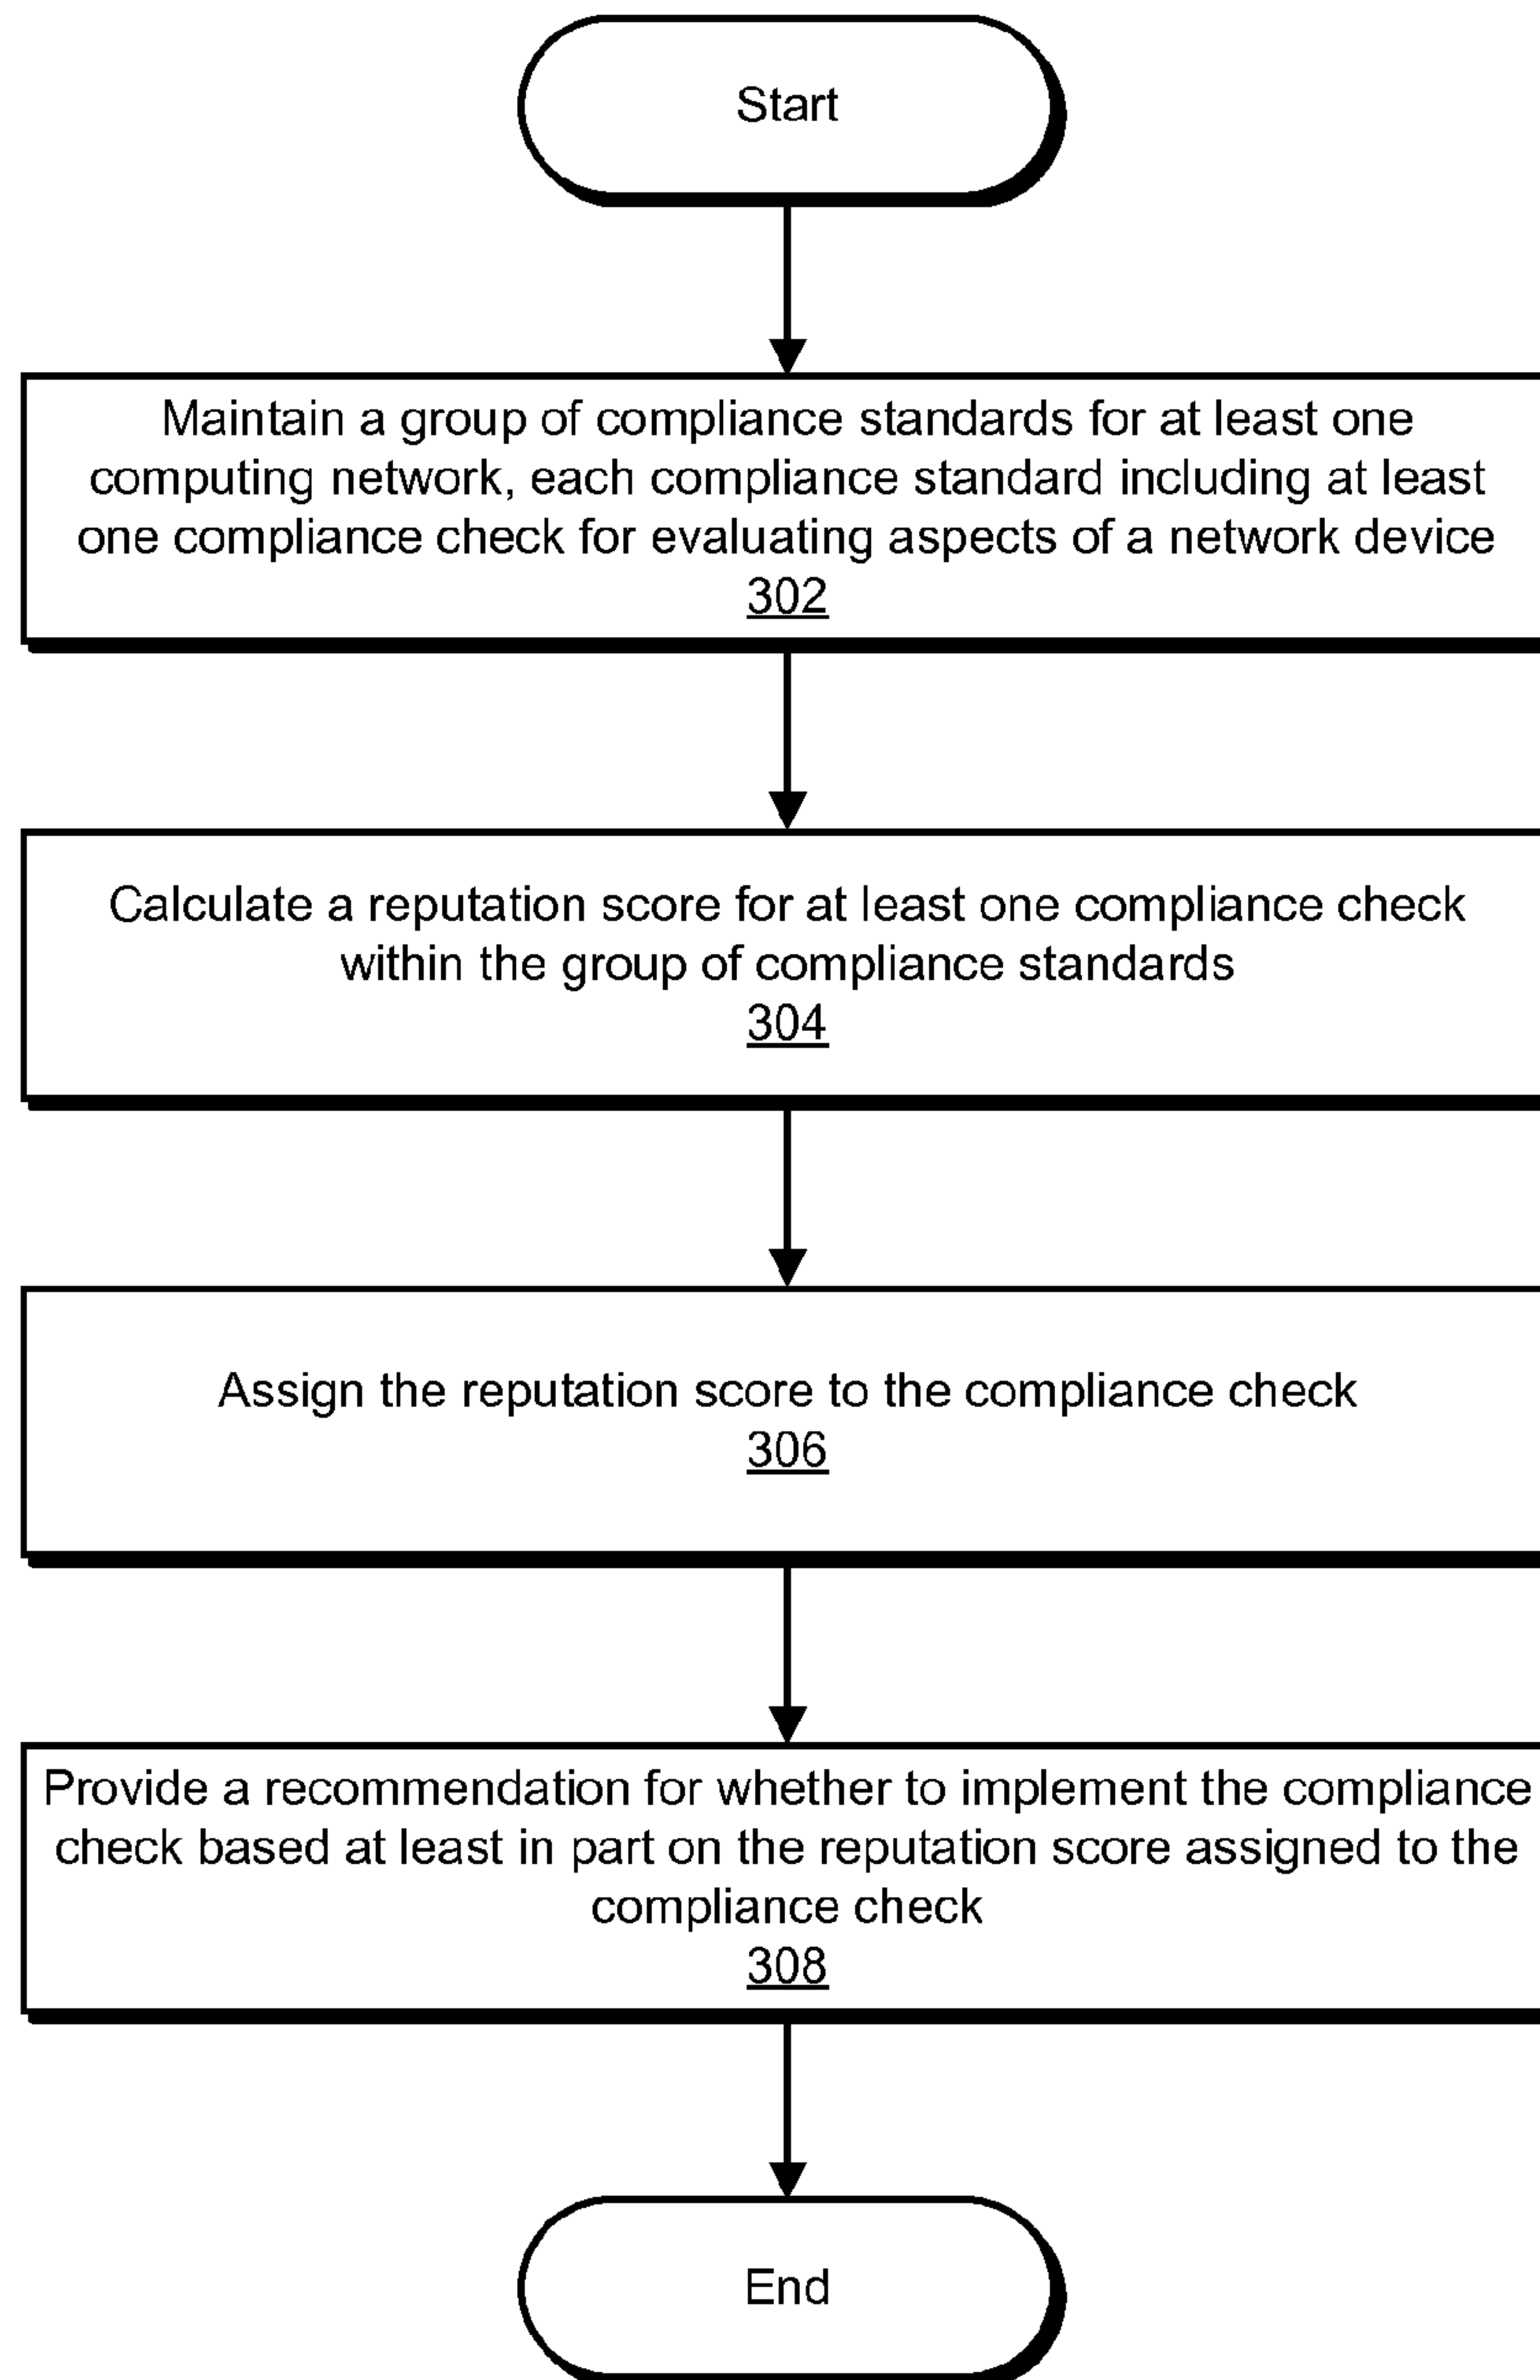 Start
Maintain a group of compliance standards for at least one
computing network, each compliance standard including at least
one compliance check for evaluating aspects of a network device
302
Calculate a reputation score for at least one compliance check
within the group of compliance standards
304
Assign the reputation score to the compliance check
306
Provide a recommendation for whether to implement the compliance
check based at least in part on the reputation score assigned to the
compliance check
308
End